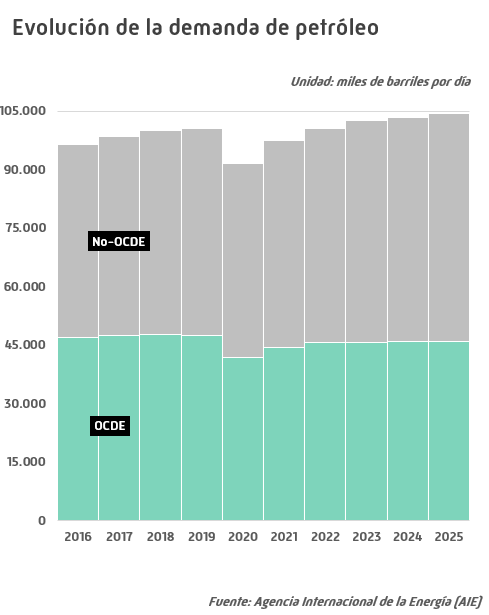 Evolución de la demanda de petróleo
Unidad: miles de barriles por día
105.000
90.000
75.000
60.000
45.000
30.000
15.000
0
No-OCDE
OCDE
2016 2017 2018 2019 2020 2021 2022 2023 2024 2025
Fuente: Agencia Internacional de la Energía (AIE)